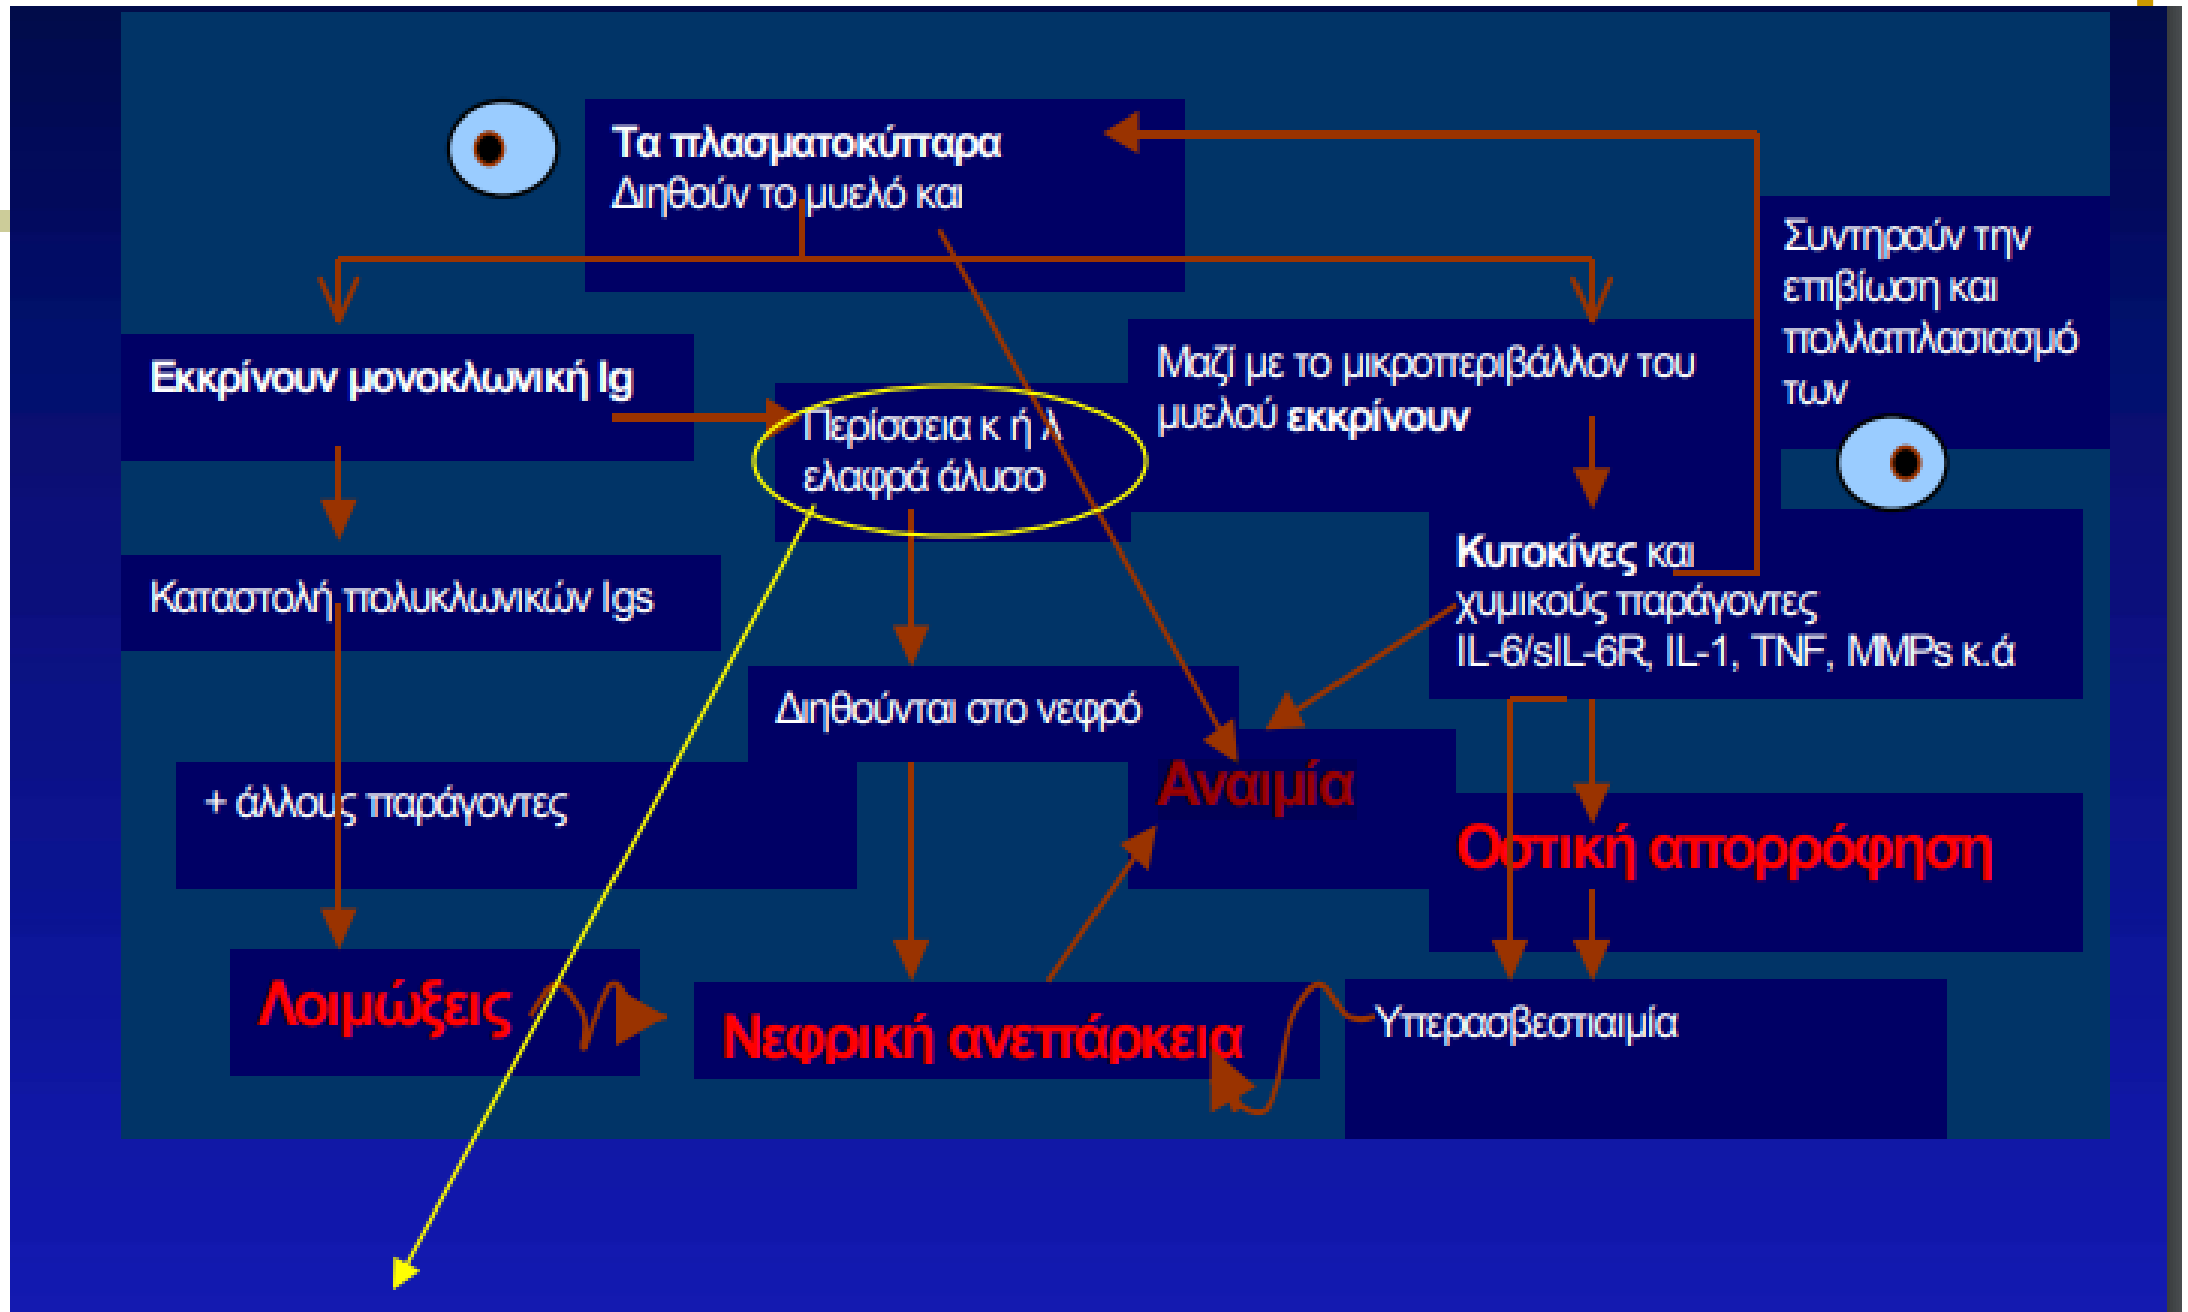 Τα πλασματοκύτταρα
Διηθούν το μυελό και
Συντηρούν την
επιβίωση και
πολλαπλασιασμό
των
Εκκρίνουν μονοκλωνική Ig
Περίσσεια κ ή λ
ελαφρά άλυσο
Μαζί με το μικροπεριβάλλον του
μυελού εκκρίνουν
Κυτοκίνες και
χυμικούς παράγοντες
IL-6/sIL-6R, IL-1, TNF, MMPs κ.ά
Καταστολή πολυκλωνικών Igs
Διηθούνται στο νεφρό
+ άλλους παράγοντες
Αναιμία
Οστική απορρόφηση
Λοιμώξεις
Νεφρική ανεπάρκεια
Υπερασβεστιαιμία